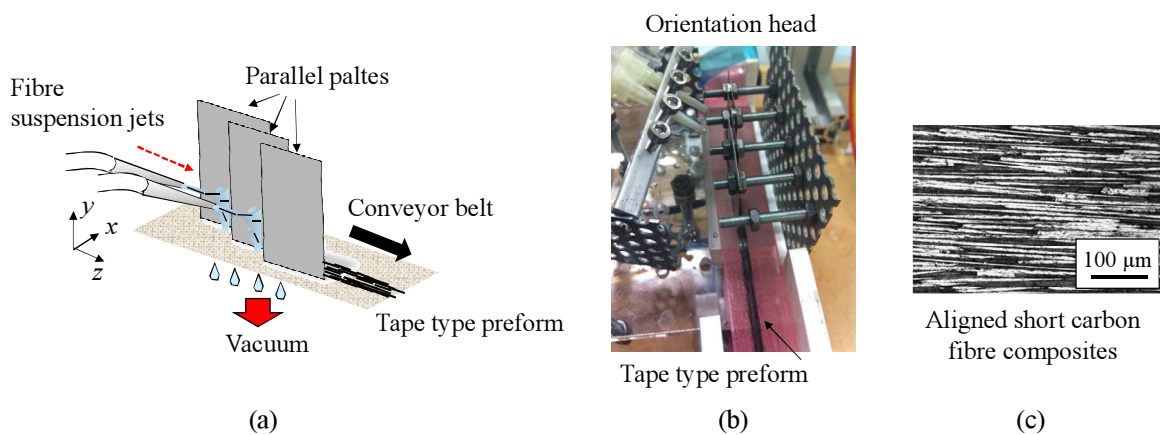 Orientation head
Fibre
suspension jets
Parallel paltes
Conveyor belt
y
x
z
Tape type preform
Vacuum
Tape type preform
100 μm
Aligned short carbon
fibre composites
(a)
(b)
(c)